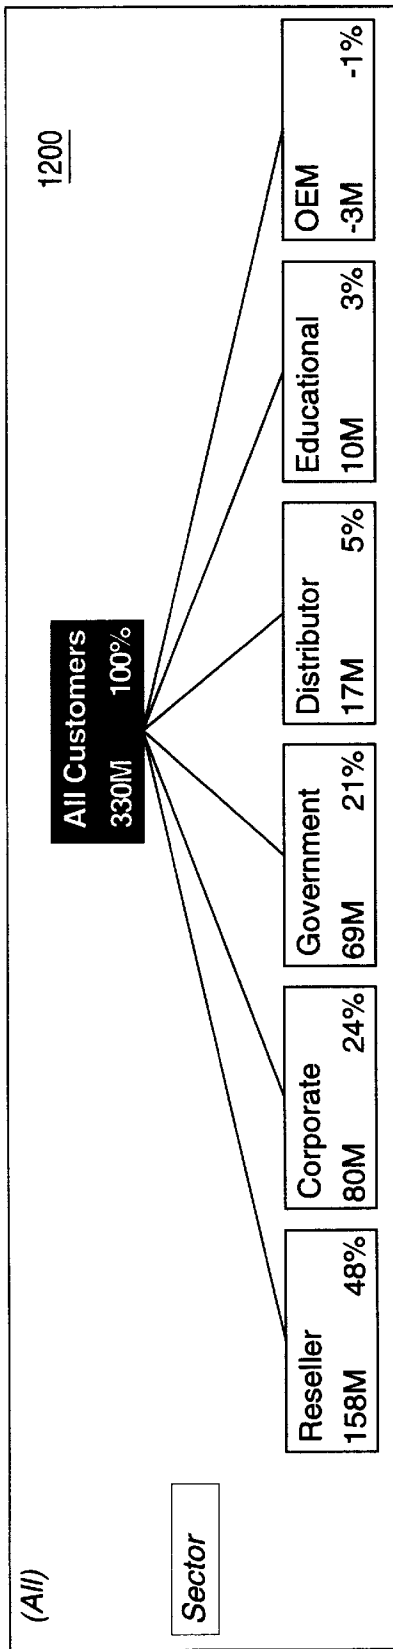 (All)
1200
All Customers
330M 100%
Sector
Reseller
158M 48%
Corporate
80M 24%
Government
69M 21%
Distributor
17M 5%
Educational
10M 3%
OEM
-3M -1%